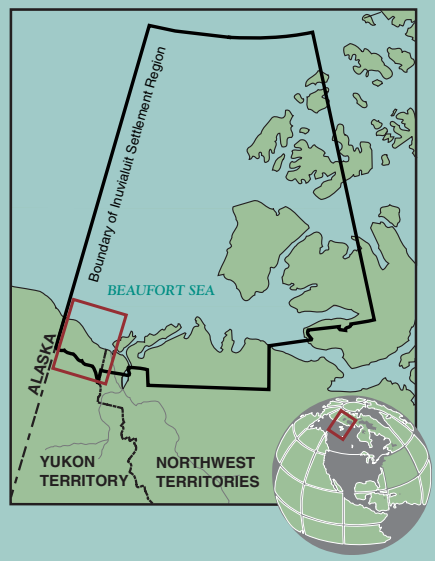 Boundary of Inuvialuit Settlement Region
BEAUFORT SEA
ALASKA
YUKON
TERRITORY
NORTHWEST
TERRITORIES